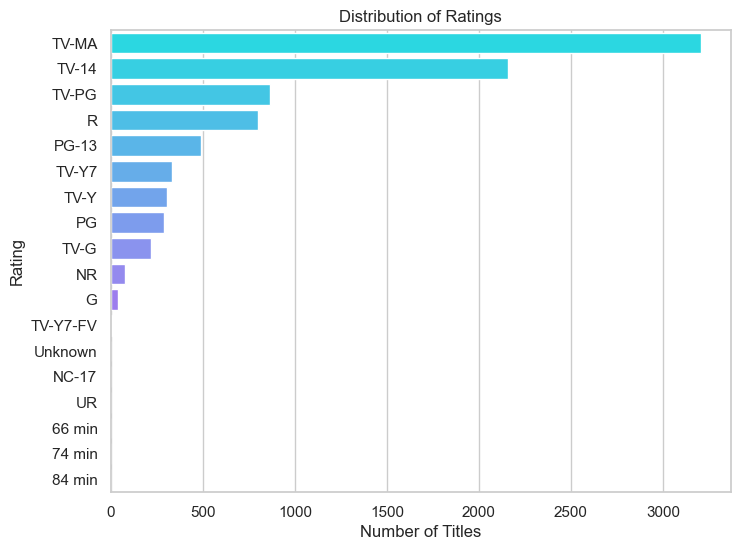 Distribution of Ratings
Rating
TV-MA
TV-14
TV-PG
R
PG-13
TV-Y7
TV-Y
PG
TV-G
NR
G
TV-Y7-FV
Unknown
NC-17
UR
66 min
74 min
84 min
0 500 1000 1500 2000 2500 3000
Number of Titles